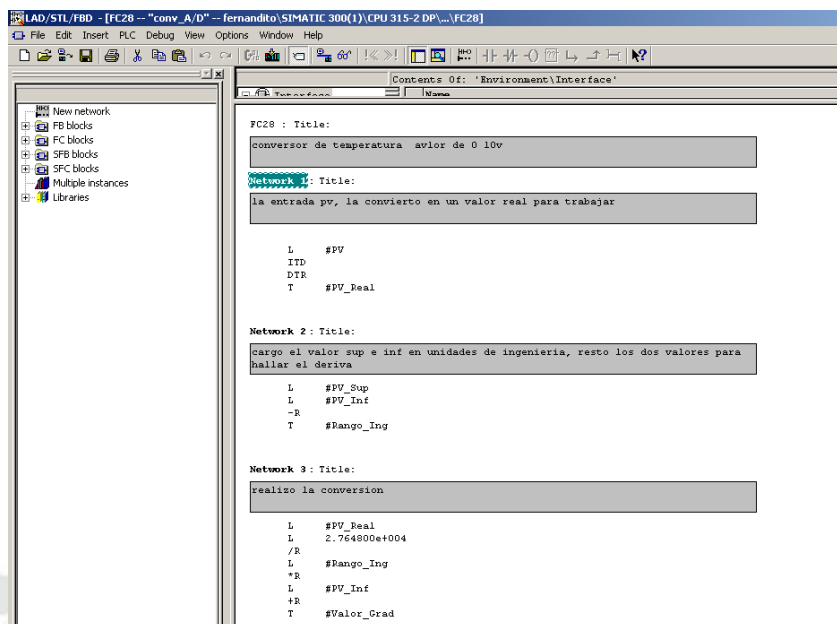 LAD/STL/FBD - [FC28 -- "conv_A/D" -- fernandito\SIMATIC 300(1)\CPU 315-2 DP\...\FC28]
File Edit Insert PLC Debug View Options Window Help
Contents Of: 'Environment\Interface'
Interface
Name
New network
FB blocks
FC blocks
SFB blocks
SFC blocks
Multiple instances
Libraries
FC28 : Title:
conversor de temperatura avlor de 0 10v
Network 1: Title:
la entrada pv, la convierto en un valor real para trabajar
L #PV
ITD
DTR
T #PV_Real
Network 2 : Title:
cargo el valor sup e inf en unidades de ingenieria, resto los dos valores para
hallar el deriva
L #PV_Sup
L #PV_Inf
-R
T #Rango_Ing
Network 3 : Title:
realizo la conversion
L #PV_Real
L 2.764800e+004
/R
L #Rango_Ing
*R
L #PV_Inf
+R
T #Valor_Grad